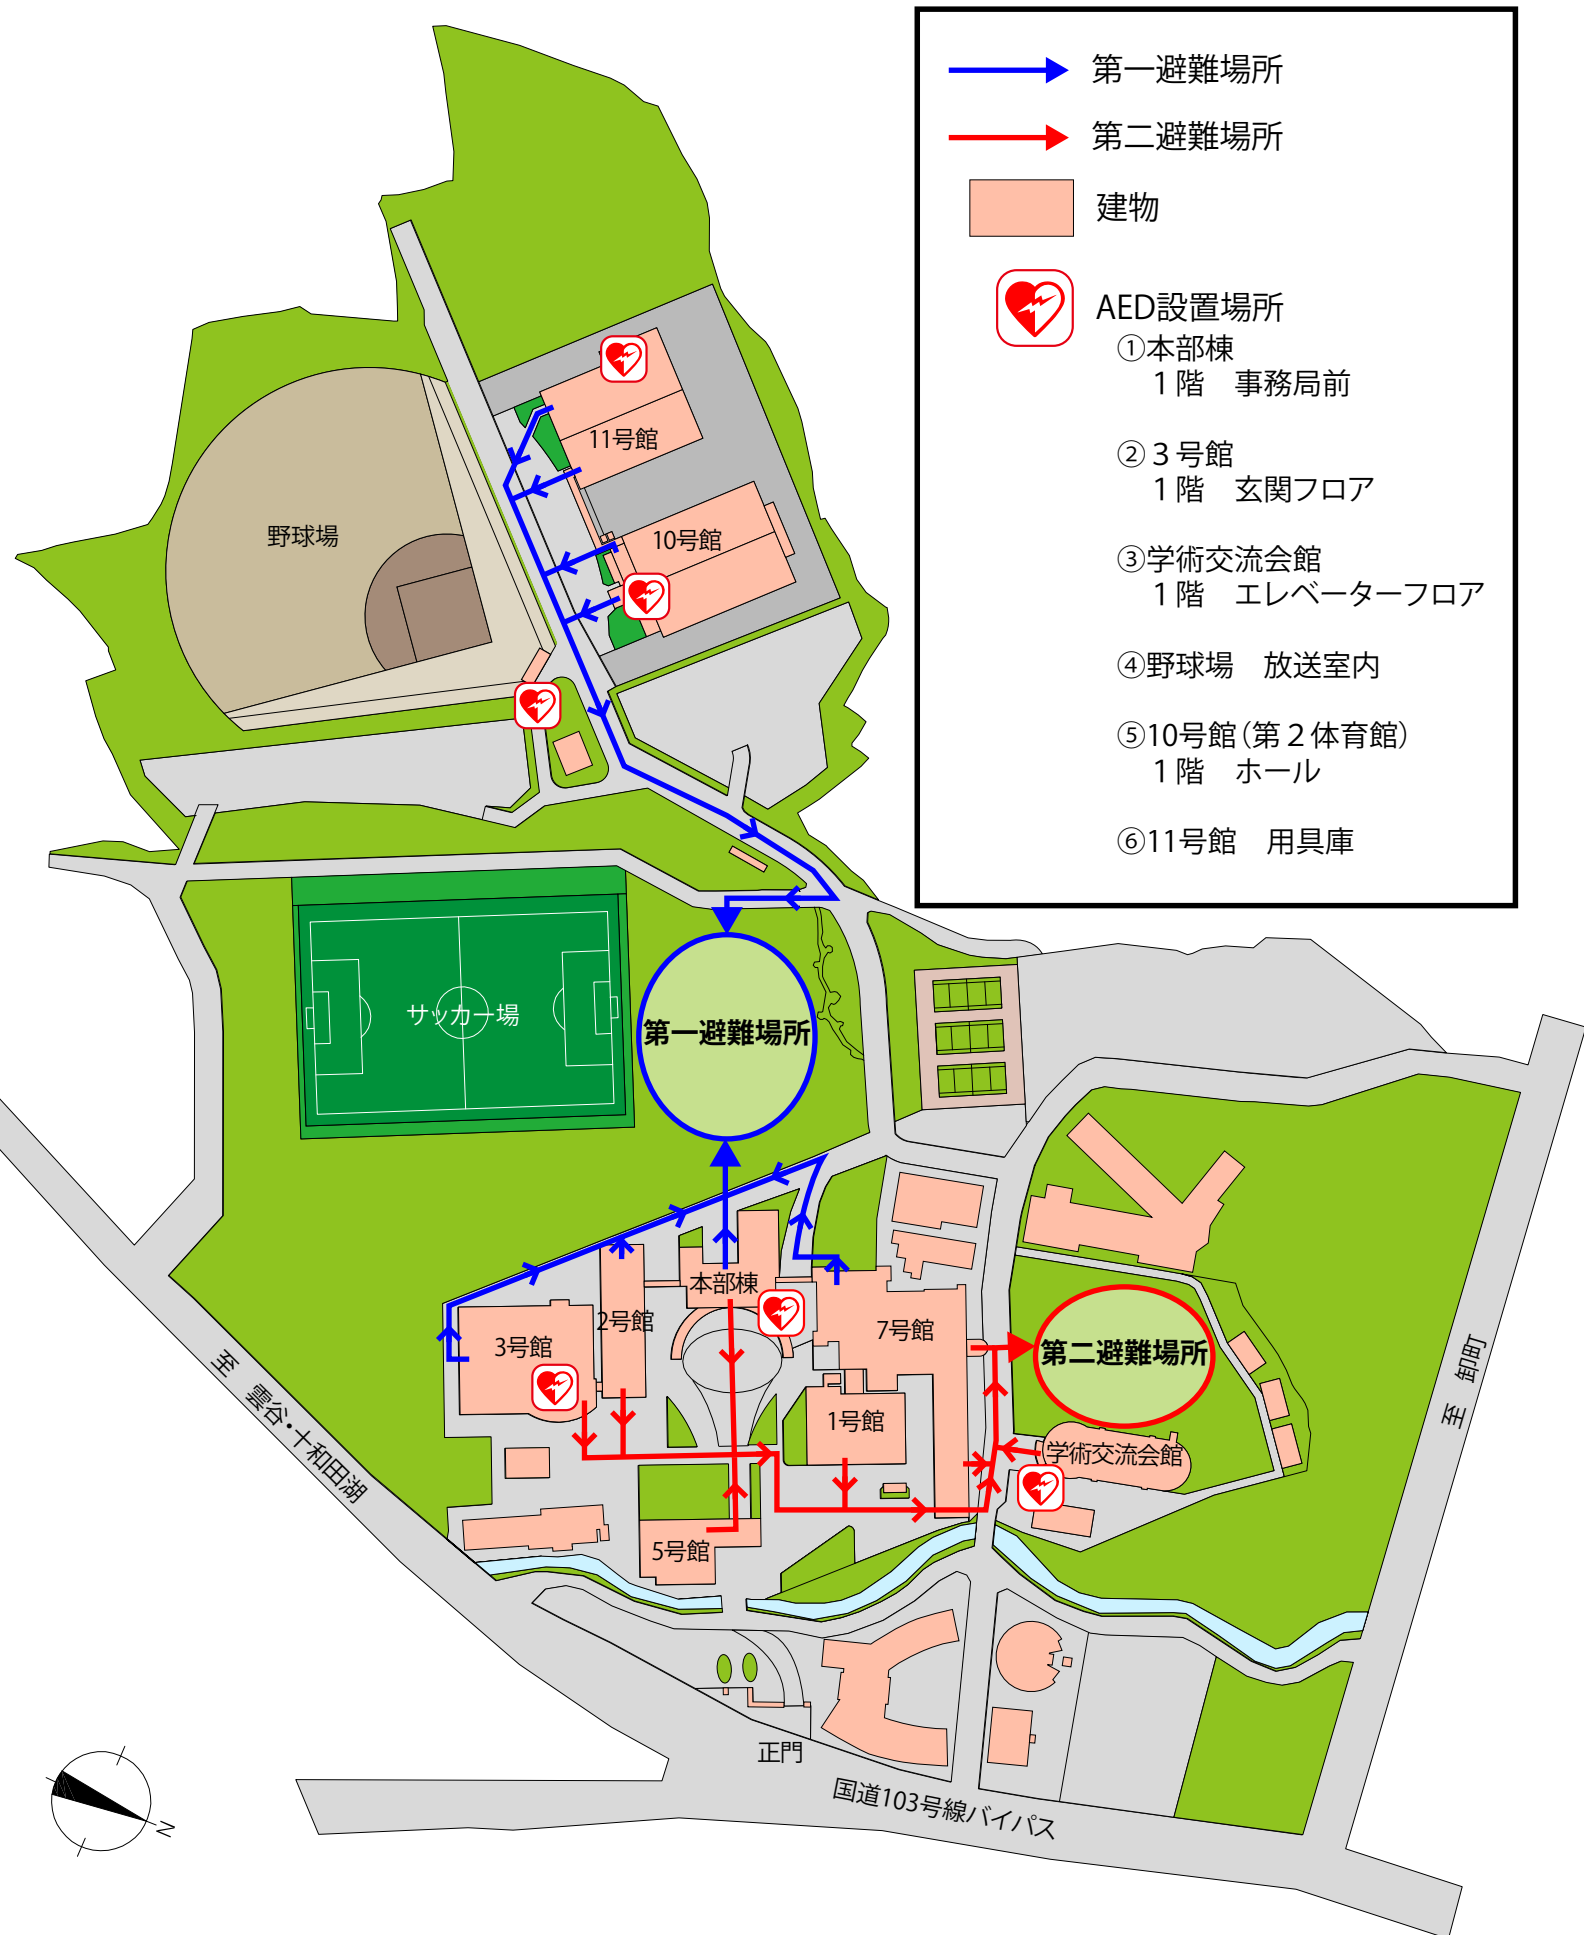 第一避難場所
第二避難場所
建物
AED設置場所
①本部棟
1階　事務局前
②3号館
1階　玄関フロア
③学術交流会館
1階　エレベーターフロア
④野球場　放送室内
⑤10号館(第2体育館)
1階　ホール
⑥11号館　用具庫
11号館
野球場
10号館
サッカー場
第一避難場所
本部棟
2号館
3号館
7号館
第二避難場所
1号館
学術交流会館
5号館
至　雲谷・十和田湖
至　卸町
正門
国道103号線バイパス
N